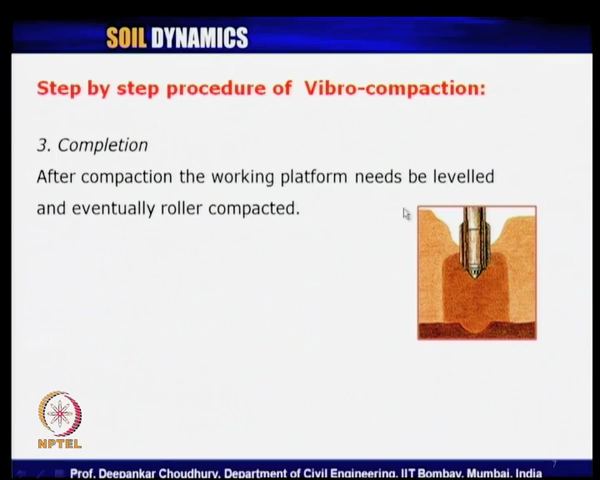 SOIL DYNAMICS
Step by step procedure of Vibro-compaction:
3. Completion
After compaction the working platform needs be levelled
and eventually roller compacted.
NPTEL
7
Prof. Deepankar Choudhury, Department of Civil Engineering, IIT Bombay, Mumbai, India